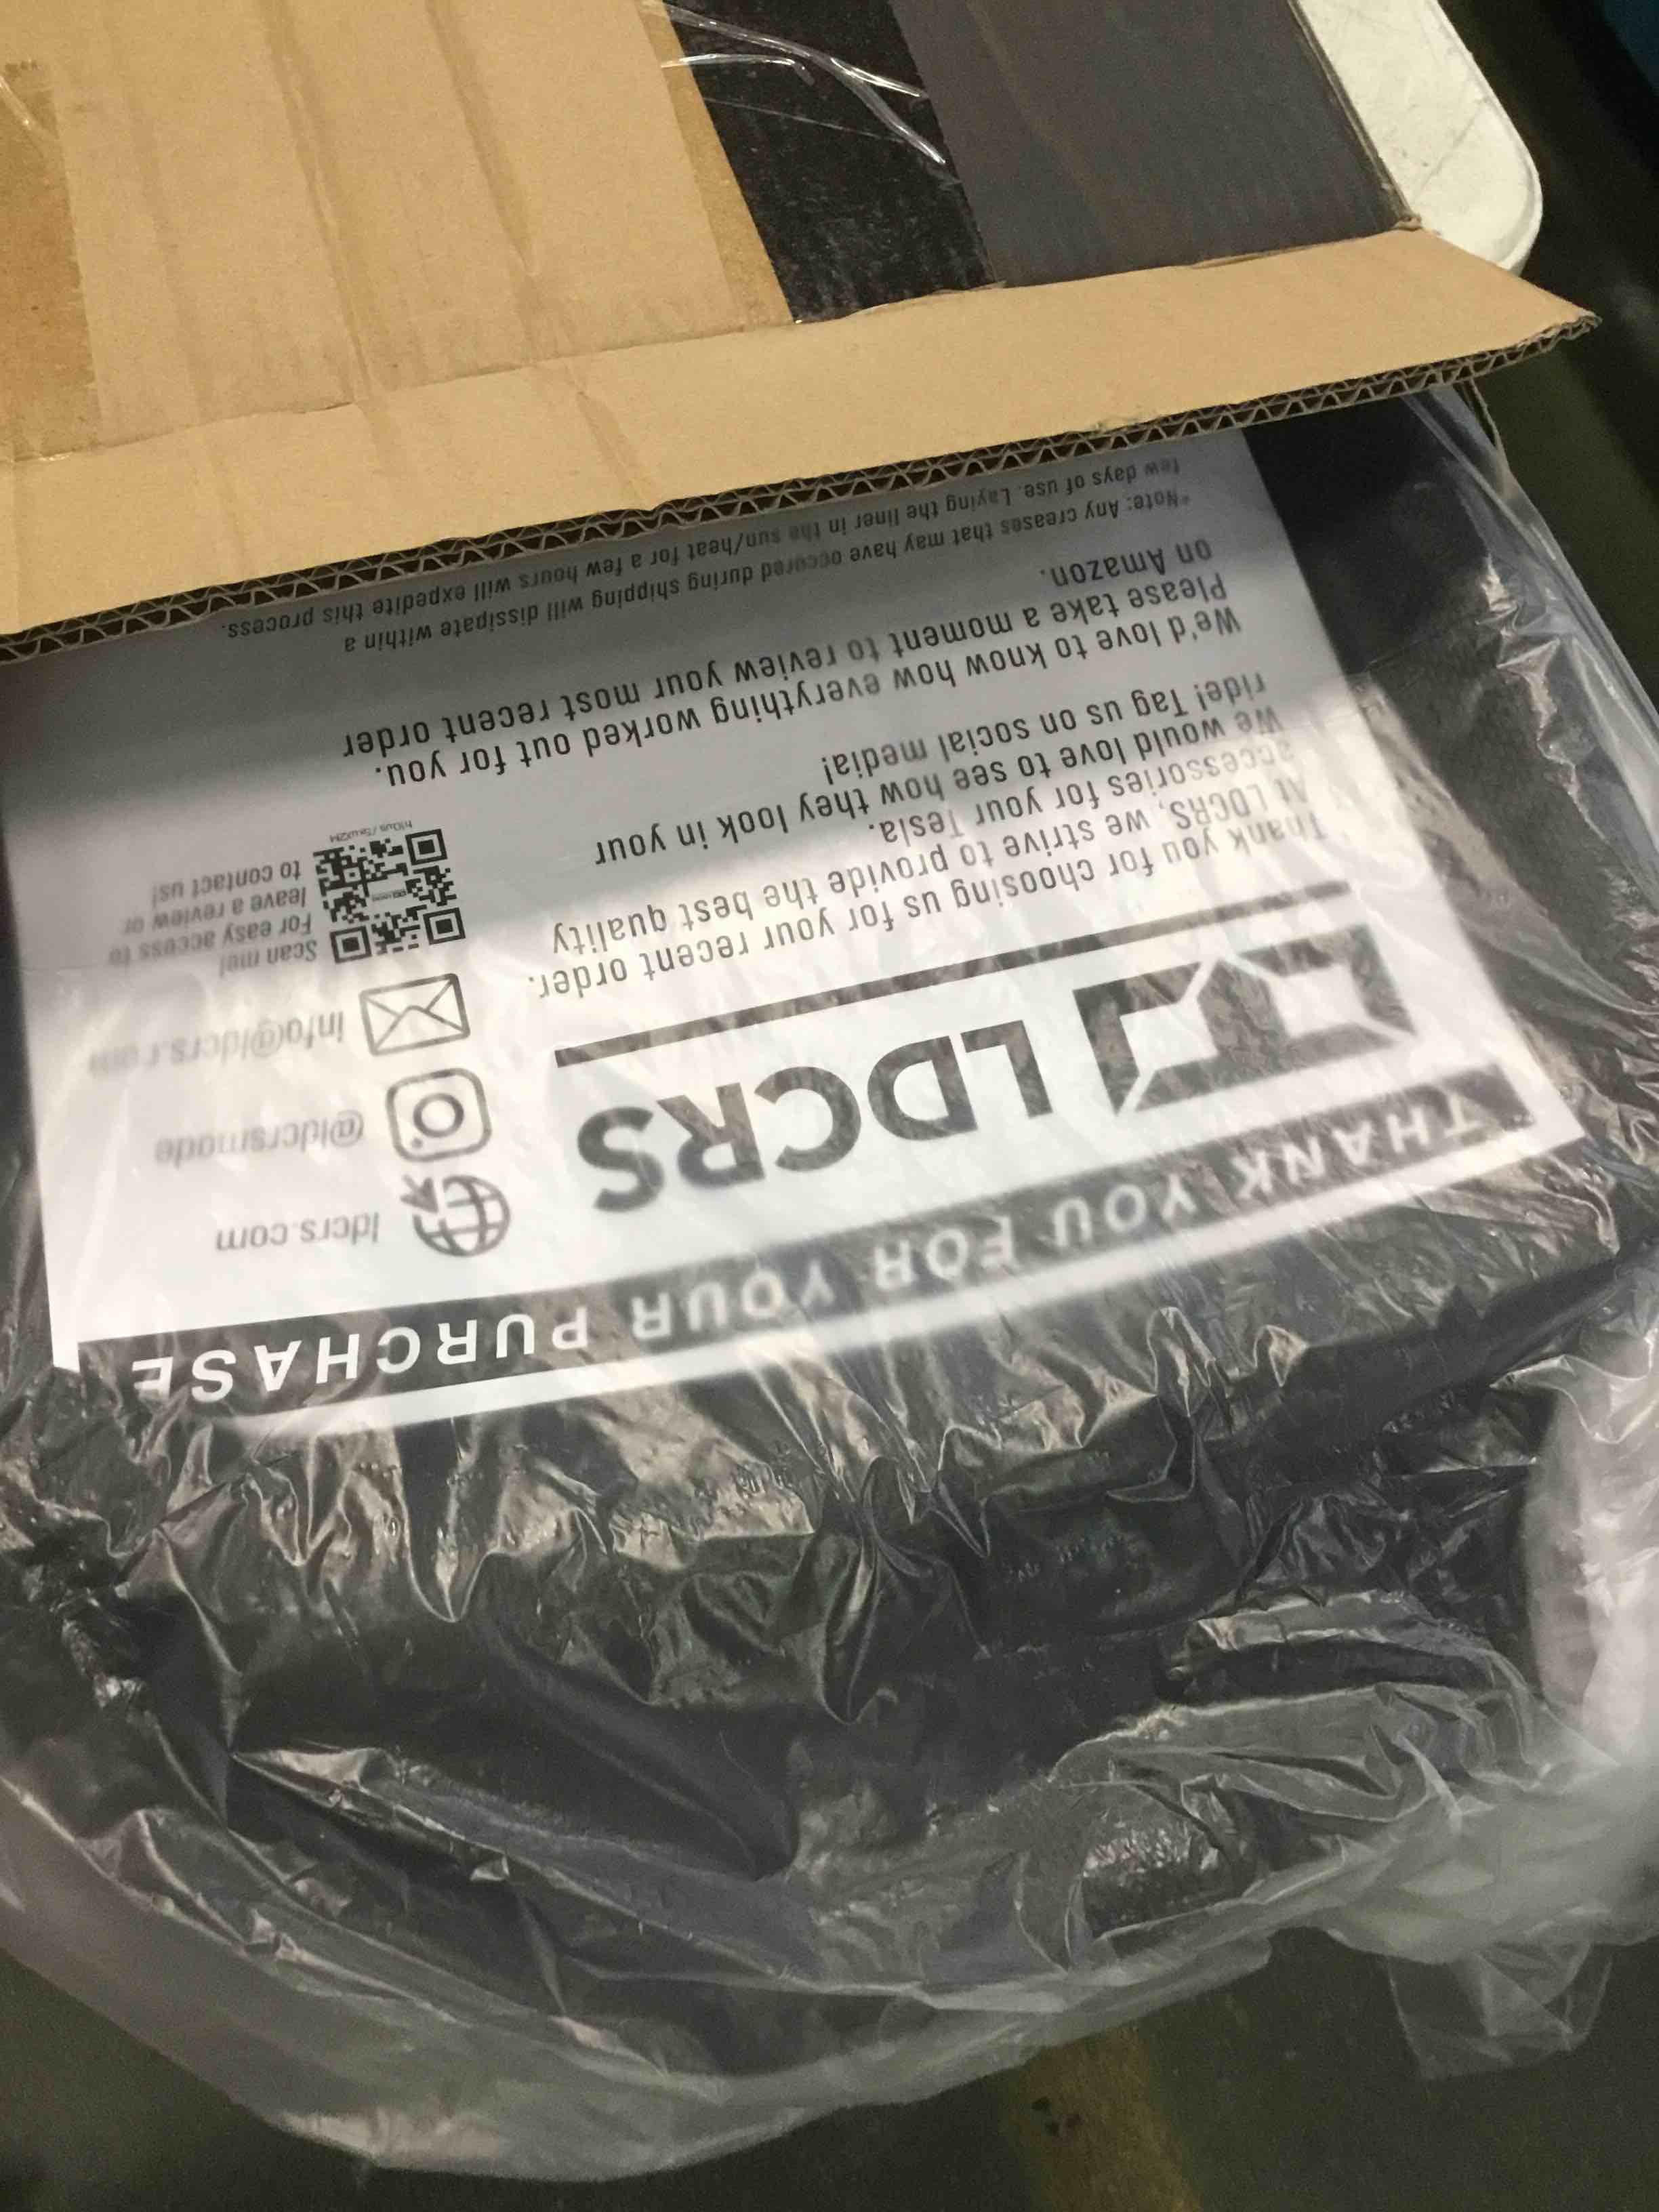 THANK YOU FOR YOUR PURCHASE
LDCRS
Thank you for choosing us for your recent order.
At LDCRS, we strive to provide the best quality
accessories for your Tesla.
We would love to see how they look in your
ride! Tag us on social media!
We'd love to know how everything worked out for you.
Please take a moment to review your most recent order
on Amazon.
*Note: Any creases that may have occured during shipping will dissipate within a
few days of use. Laying the liner in the sun/heat for a few hours will expedite this process.
ldcrs.com
@ldcrsmode
info@ldcrs.com
Scan me!
For easy access to
leave a review or
to contact us!